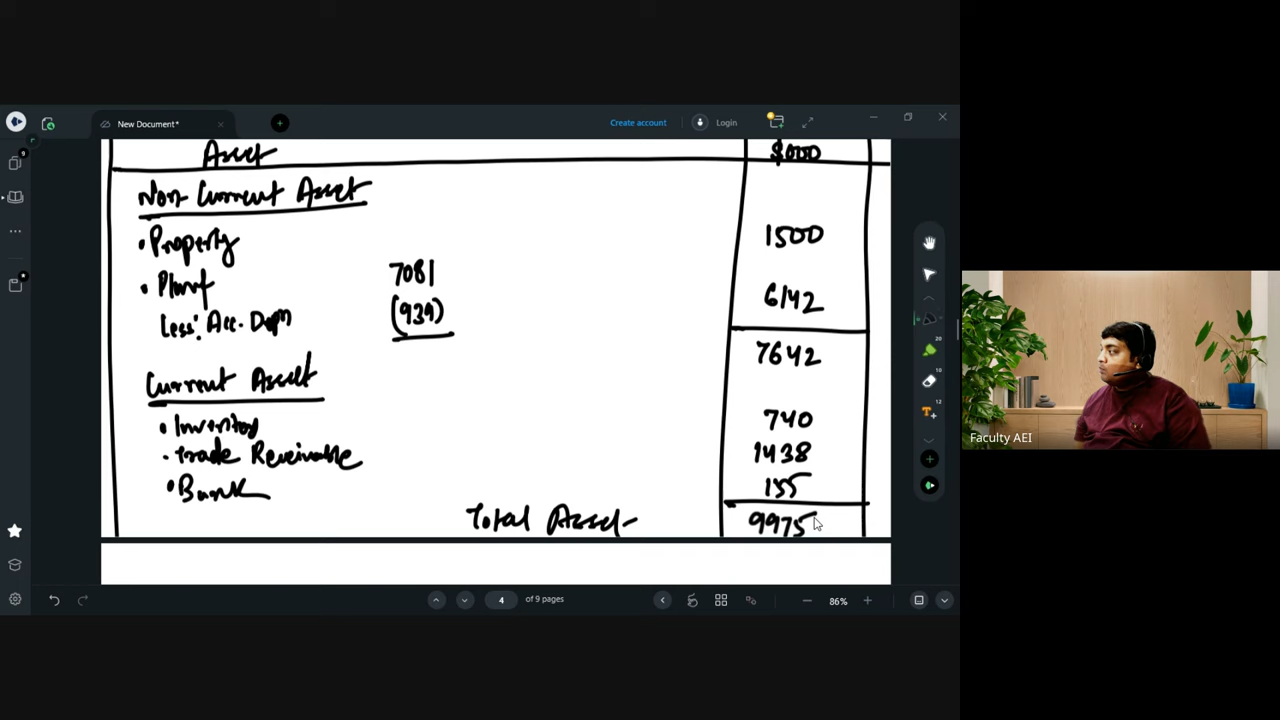 New Document*
Create account
Login
Asset
$000
Non Current Asset
• Property 1500
• Plant 7081 6142
Less: Acc. Depn (939)
7642
Current Asset
• Inventory 740
• Trade Receivable 1438
• Bank 155
Total Asset 9975
4 of 9 pages
86%
Faculty AEI